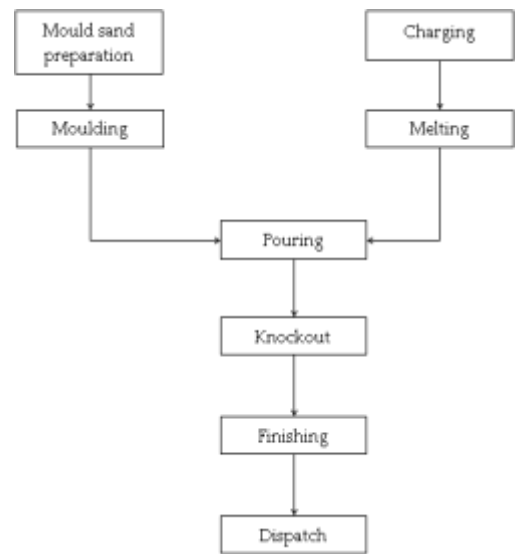 Mould sand
preparation
Charging
Moulding
Melting
Pouring
Knockout
Finishing
Dispatch